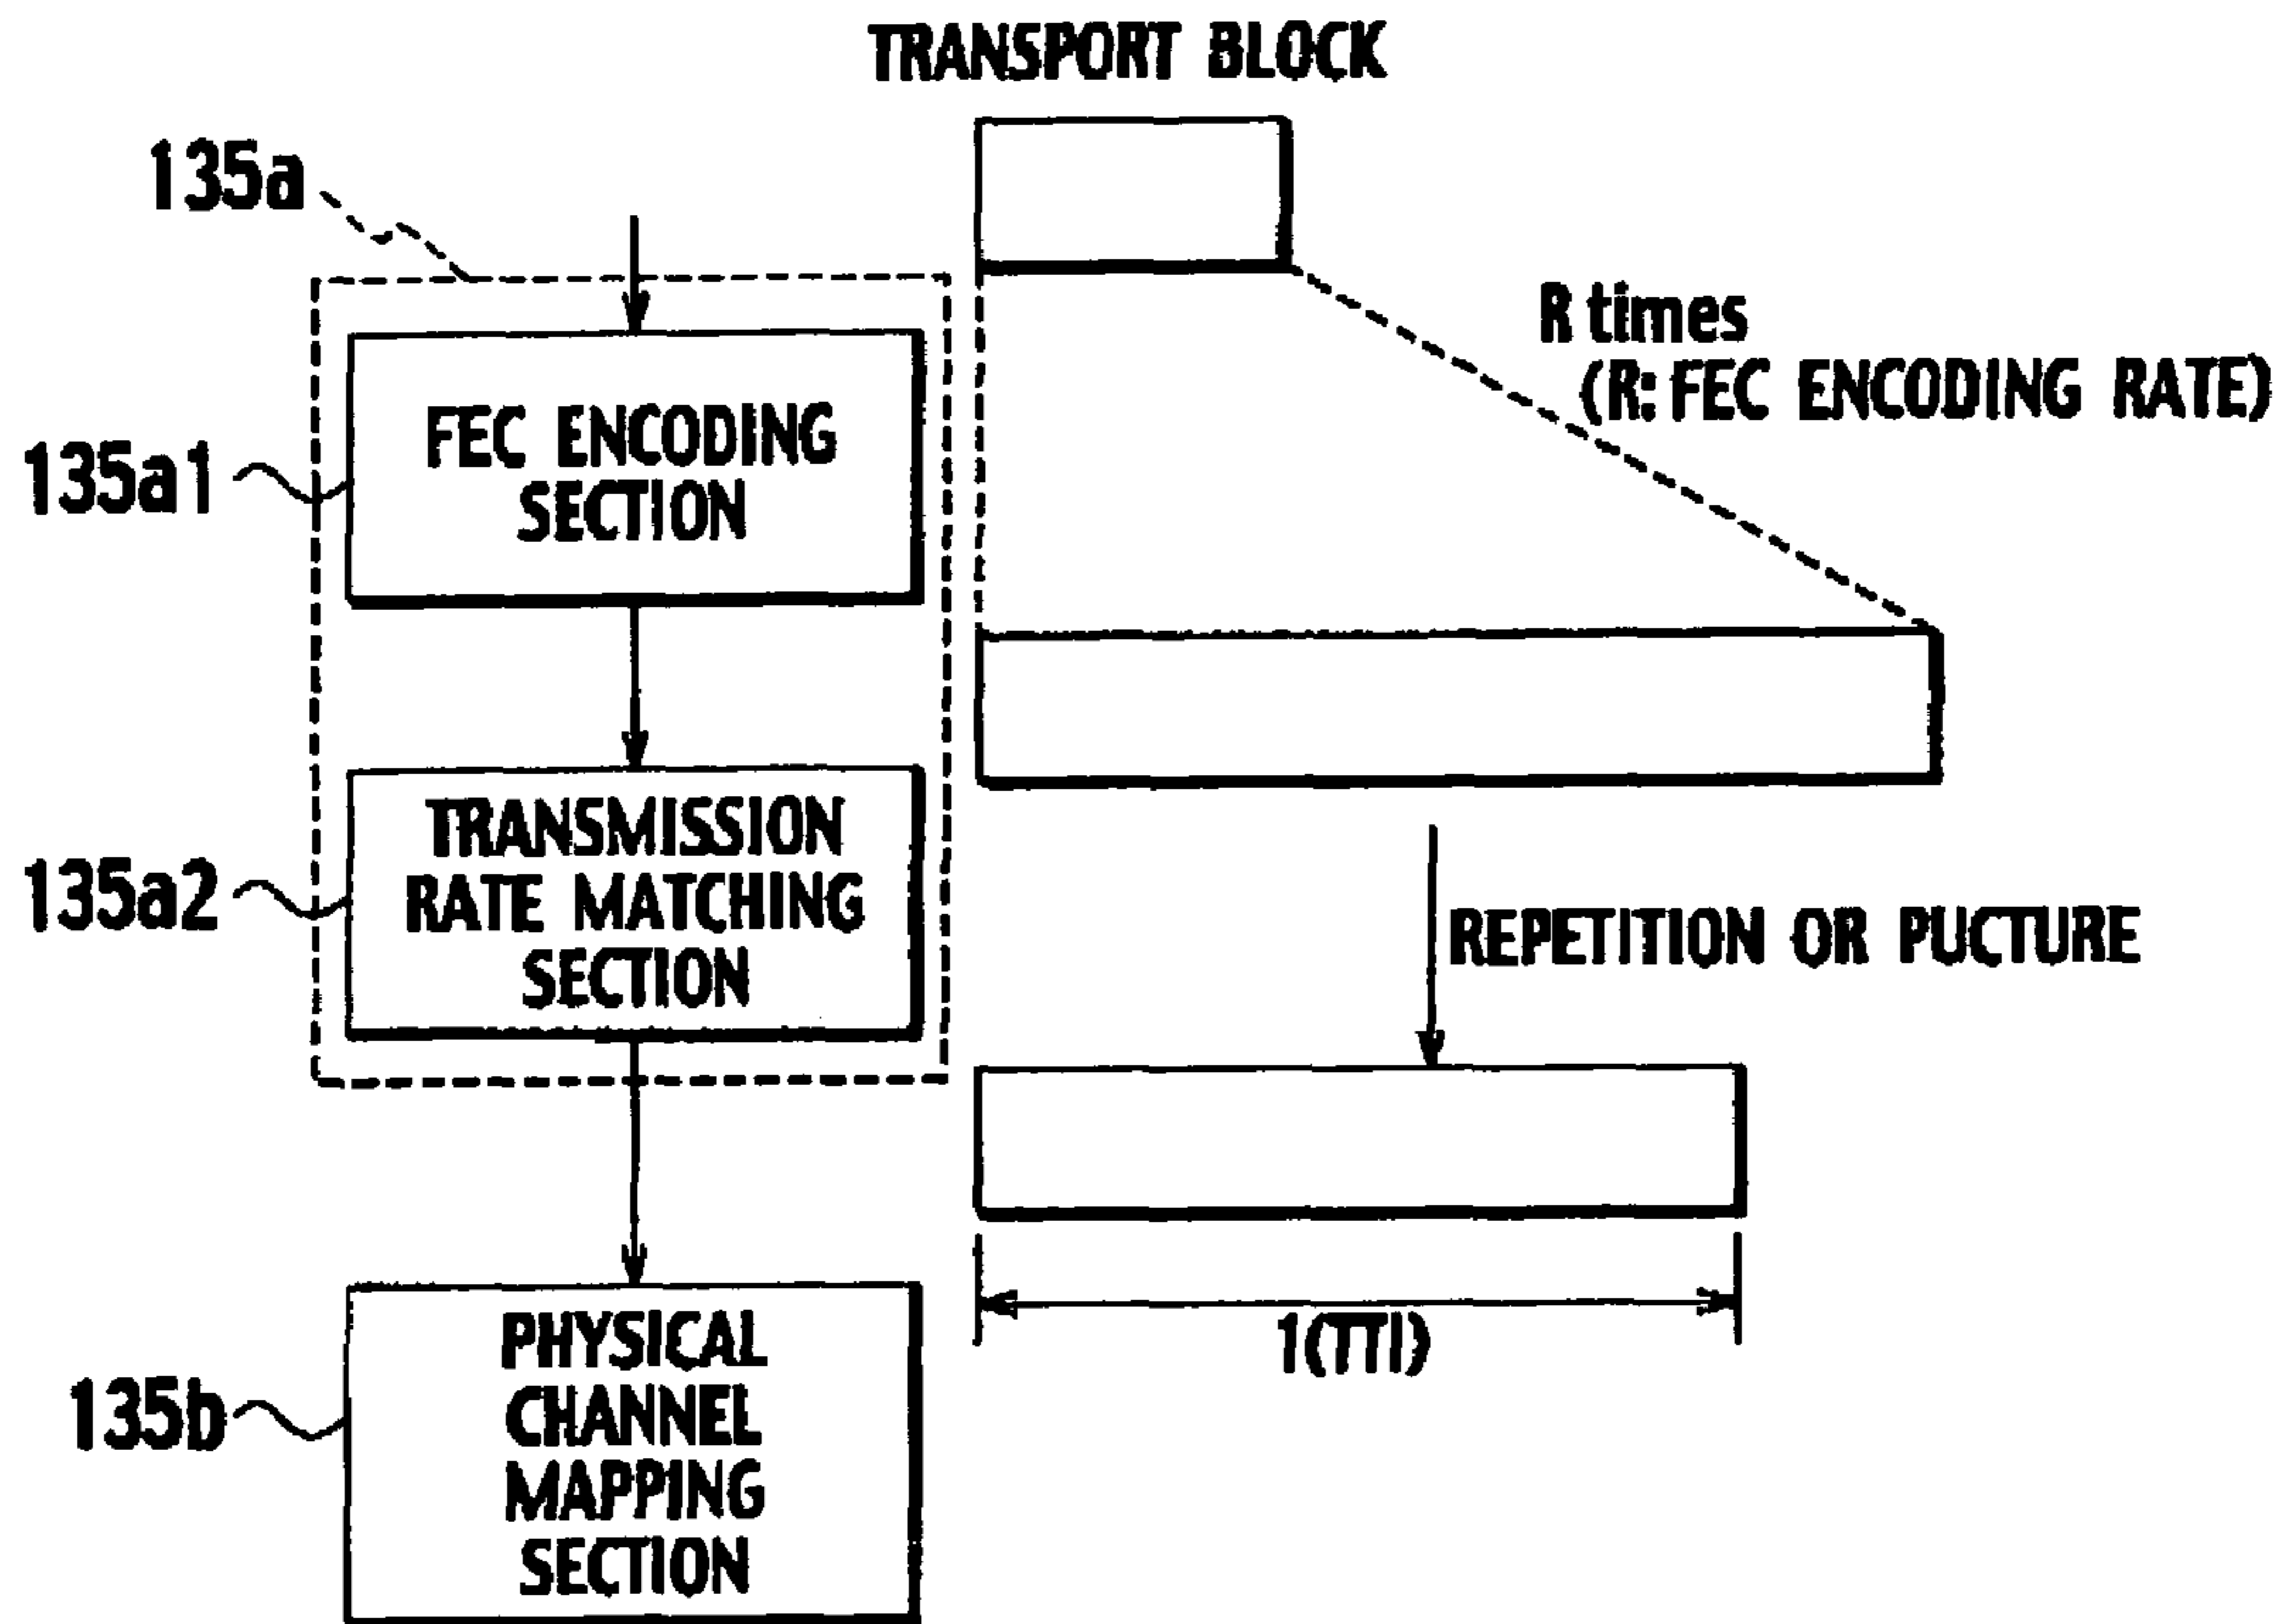 TRANSPORT BLOCK
135a
R times
(R: FEC ENCODING RATE)
135a1
FEC ENCODING
SECTION
135a2
TRANSMISSION
RATE MATCHING
SECTION
REPETITION OR PUCTURE
1(TTI)
135b
PHYSICAL
CHANNEL
MAPPING
SECTION